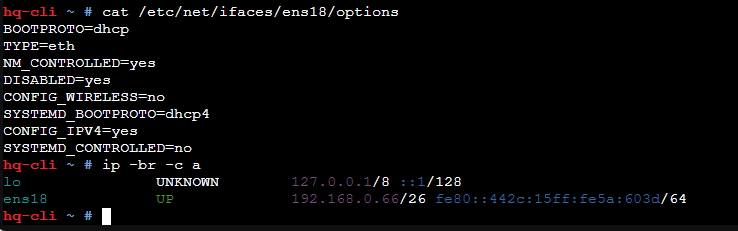 hq-cli ~ # cat /etc/net/ifaces/ens18/options
BOOTPROTO=dhcp
TYPE=eth
NM_CONTROLLED=yes
DISABLED=yes
CONFIG_WIRELESS=no
SYSTEMD_BOOTPROTO=dhcp4
CONFIG_IPV4=yes
SYSTEMD_CONTROLLED=no
hq-cli ~ # ip -br -c a
lo UNKNOWN 127.0.0.1/8 ::1/128
ens18 UP 192.168.0.66/26 fe80::442c:15ff:fe5a:603d/64
hq-cli ~ #